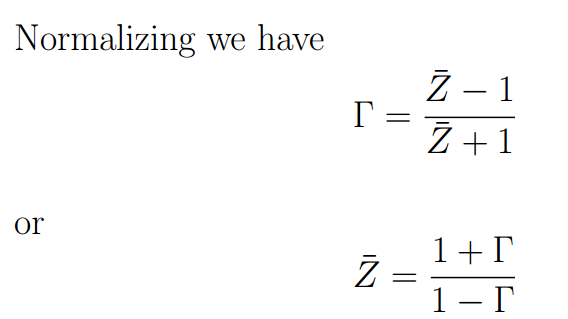 Normalizing we have
Γ = (Z̄ − 1)/(Z̄ + 1)
or
Z̄ = (1 + Γ)/(1 − Γ)